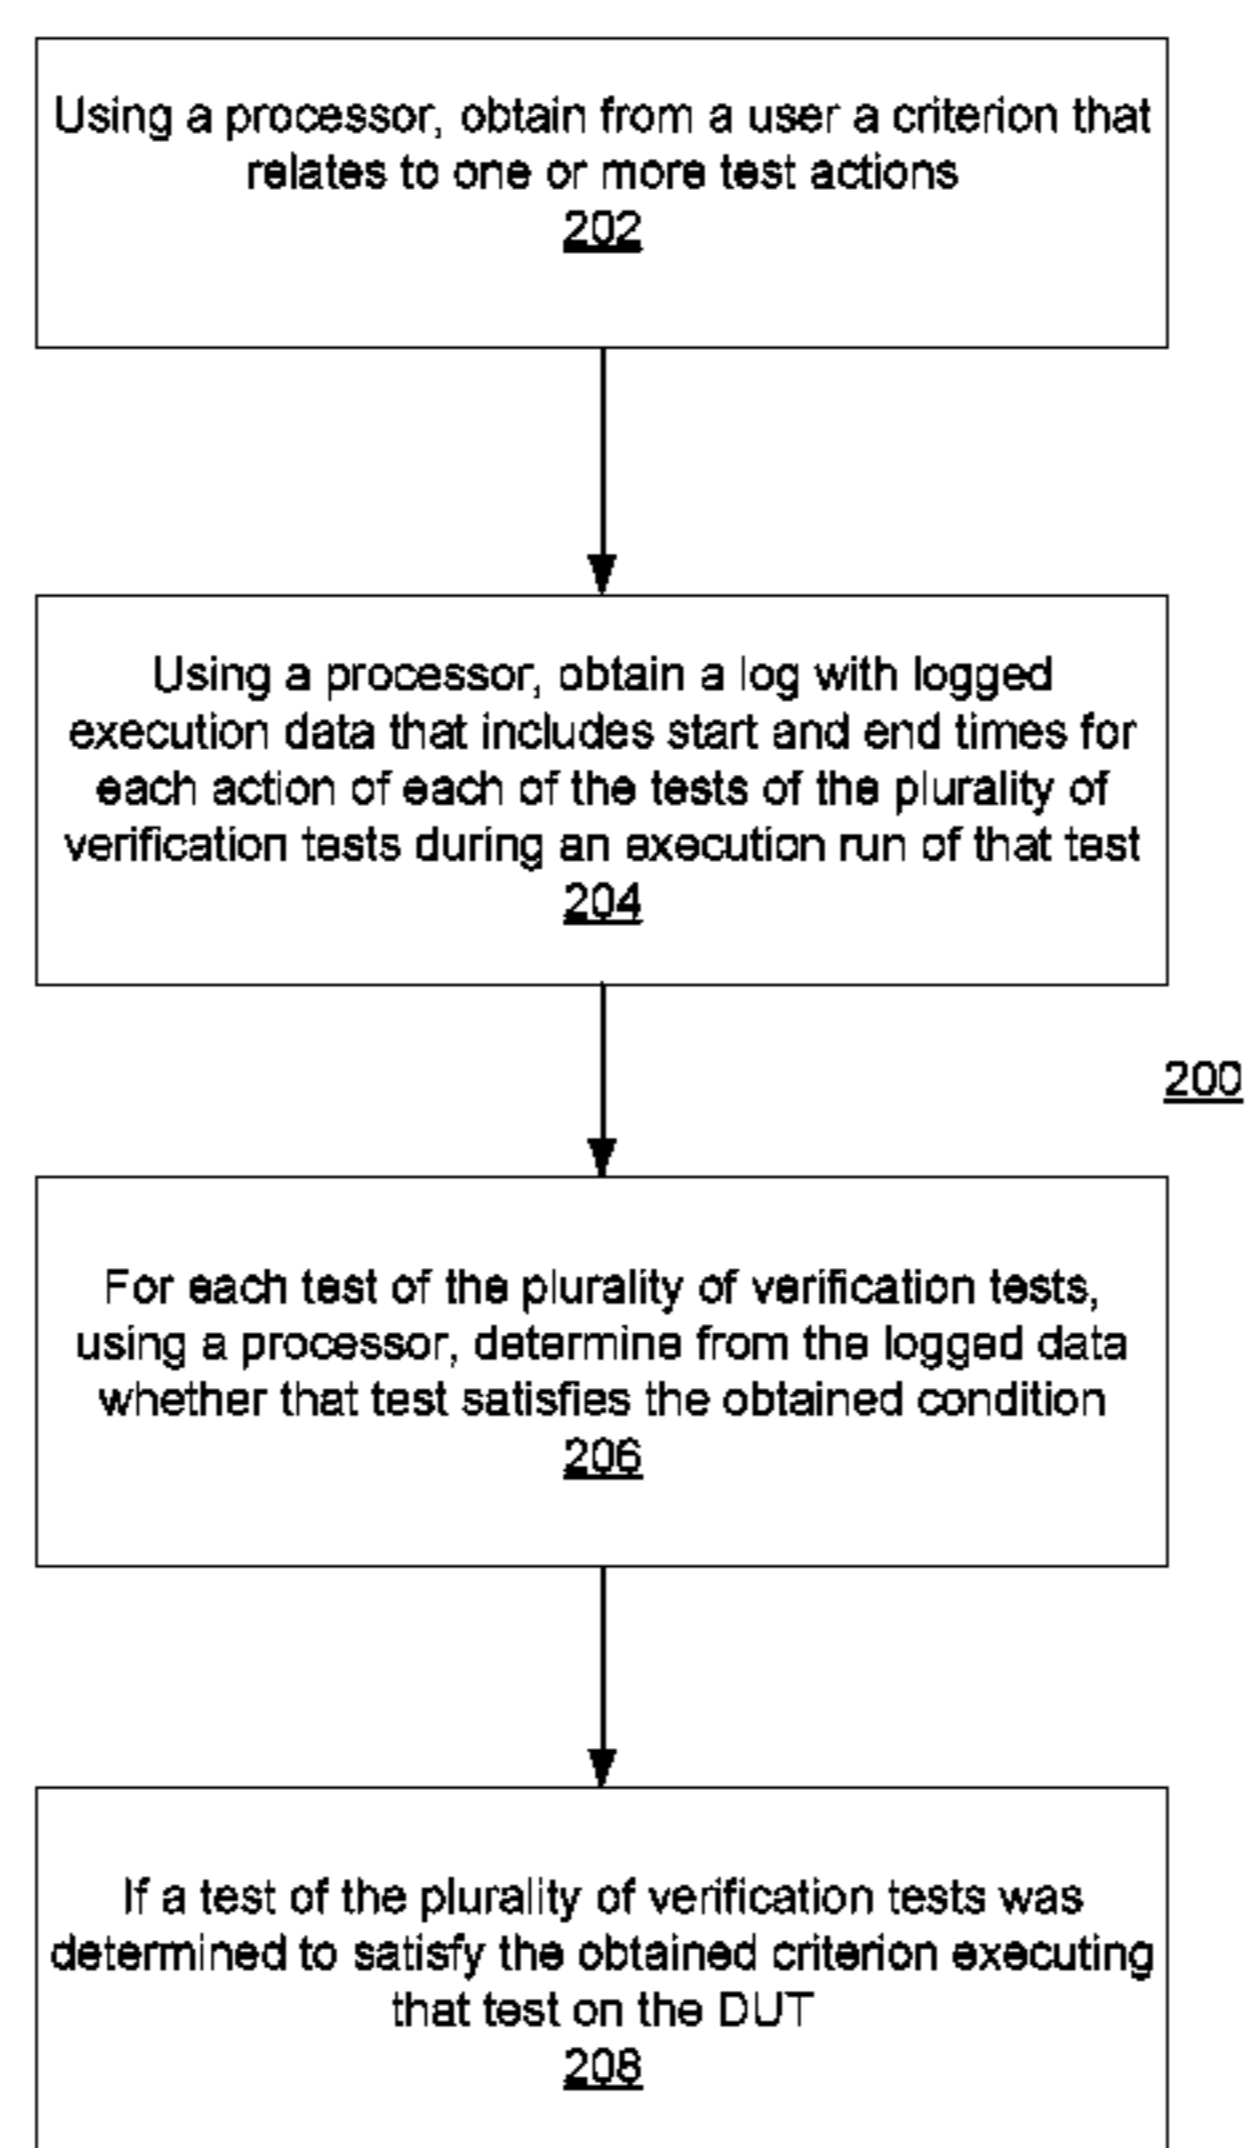 Using a processor, obtain from a user a criterion that
relates to one or more test actions
202
Using a processor, obtain a log with logged
execution data that includes start and end times for
each action of each of the tests of the plurality of
verification tests during an execution run of that test
204
200
For each test of the plurality of verification tests,
using a processor, determine from the logged data
whether that test satisfies the obtained condition
206
If a test of the plurality of verification tests was
determined to satisfy the obtained criterion executing
that test on the DUT
208